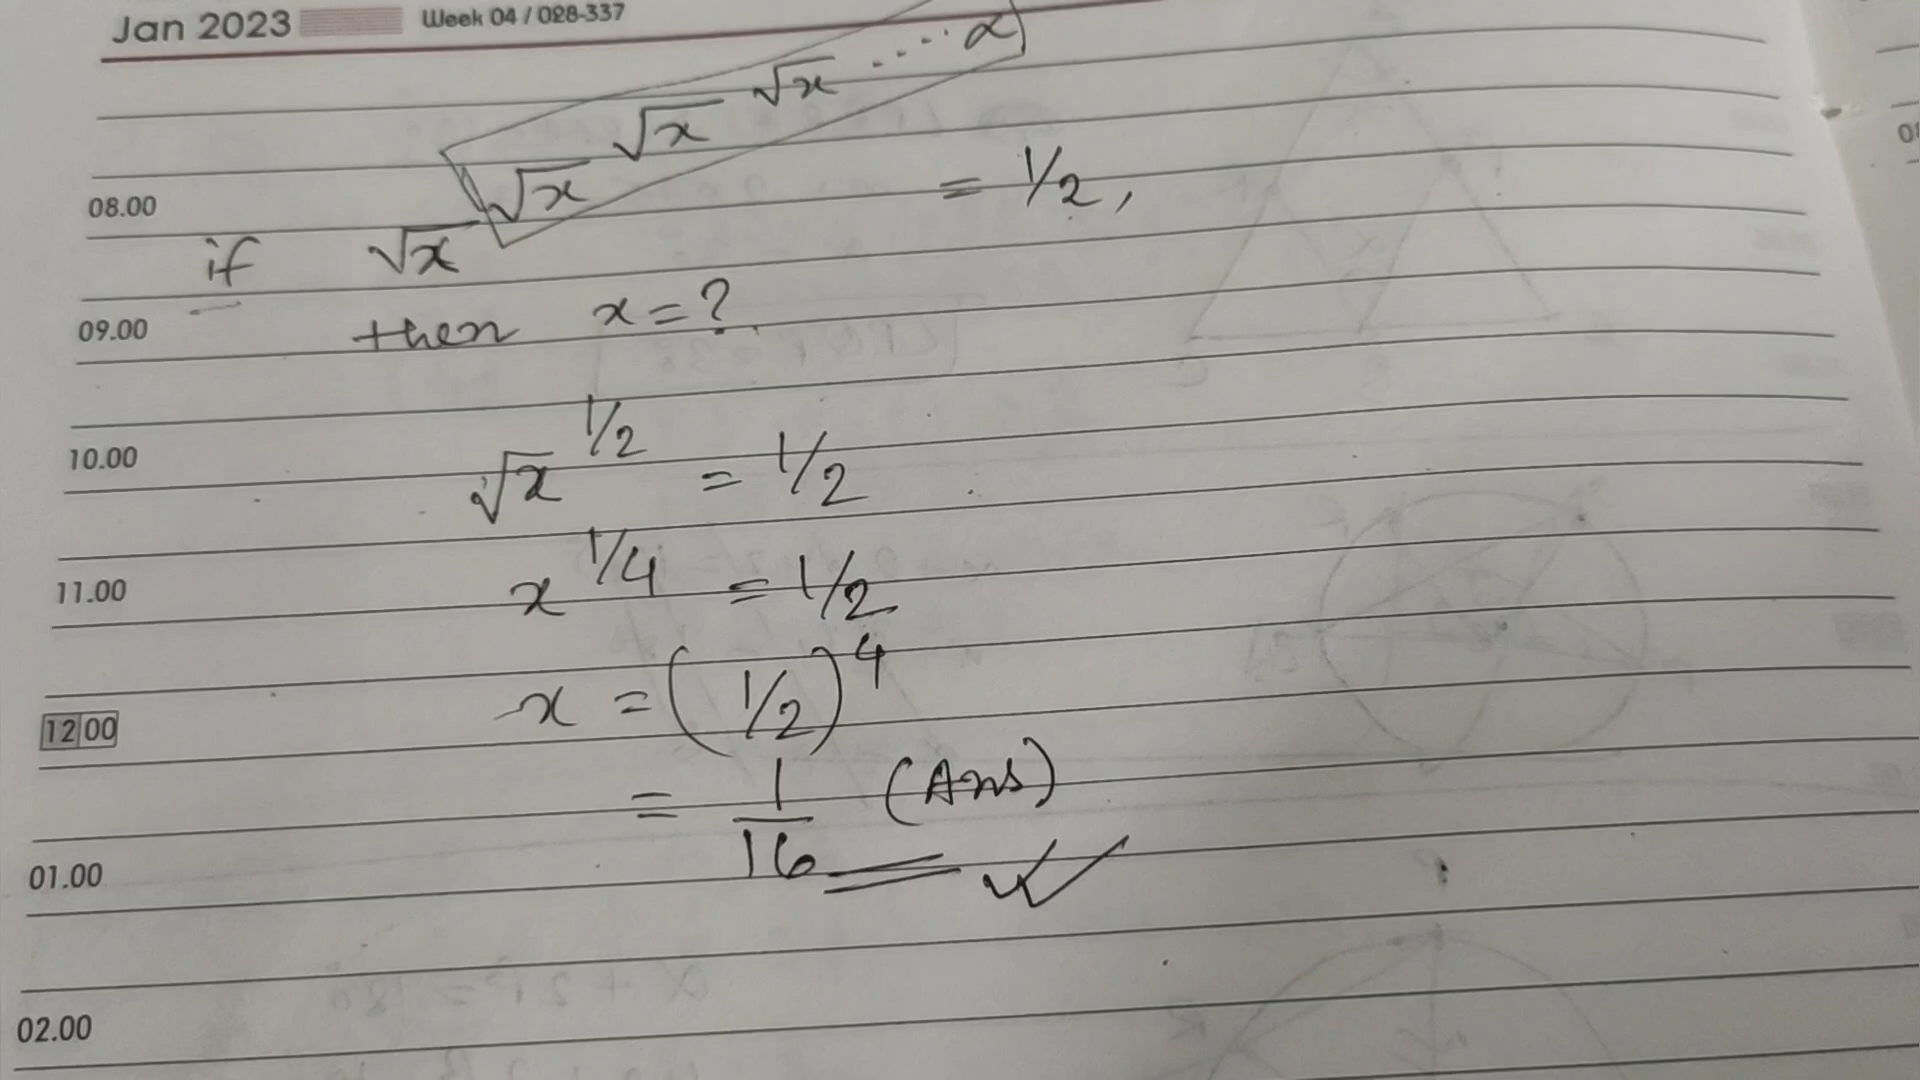 Jan 2023 Week 04 / 028-337
if √x^√x^√x^√x....α = 1/2,
then x = ?
√x^1/2 = 1/2
x^1/4 = 1/2
x = (1/2)^4
= 1/16 (Ans) ✓
08.00
09.00
10.00
11.00
12 00
01.00
02.00